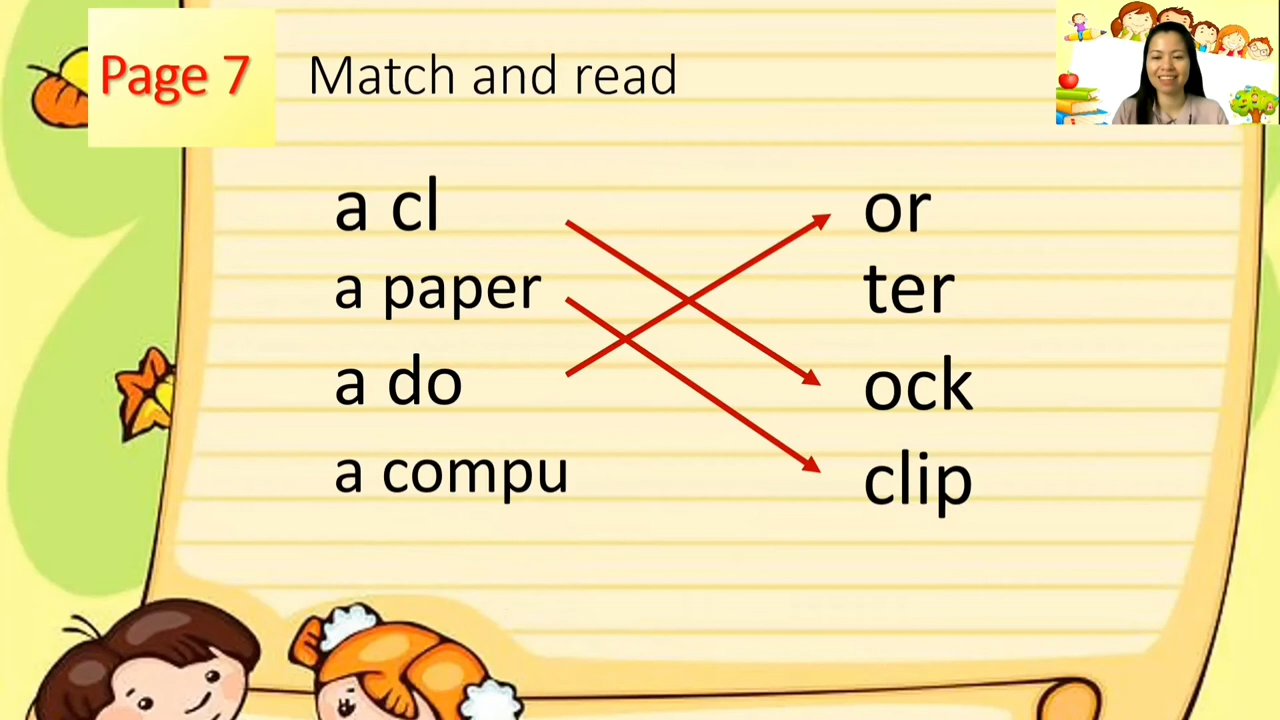 Page 7
Match and read
a cl
or
a paper
ter
a do
ock
a compu
clip